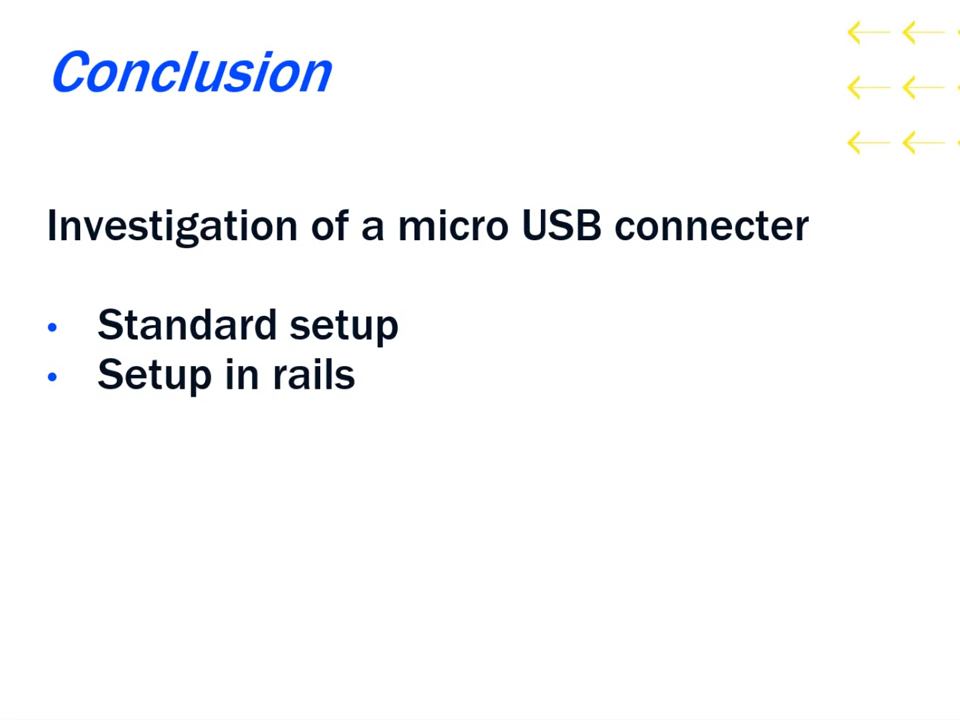 Conclusion
Investigation of a micro USB connecter
• Standard setup
• Setup in rails